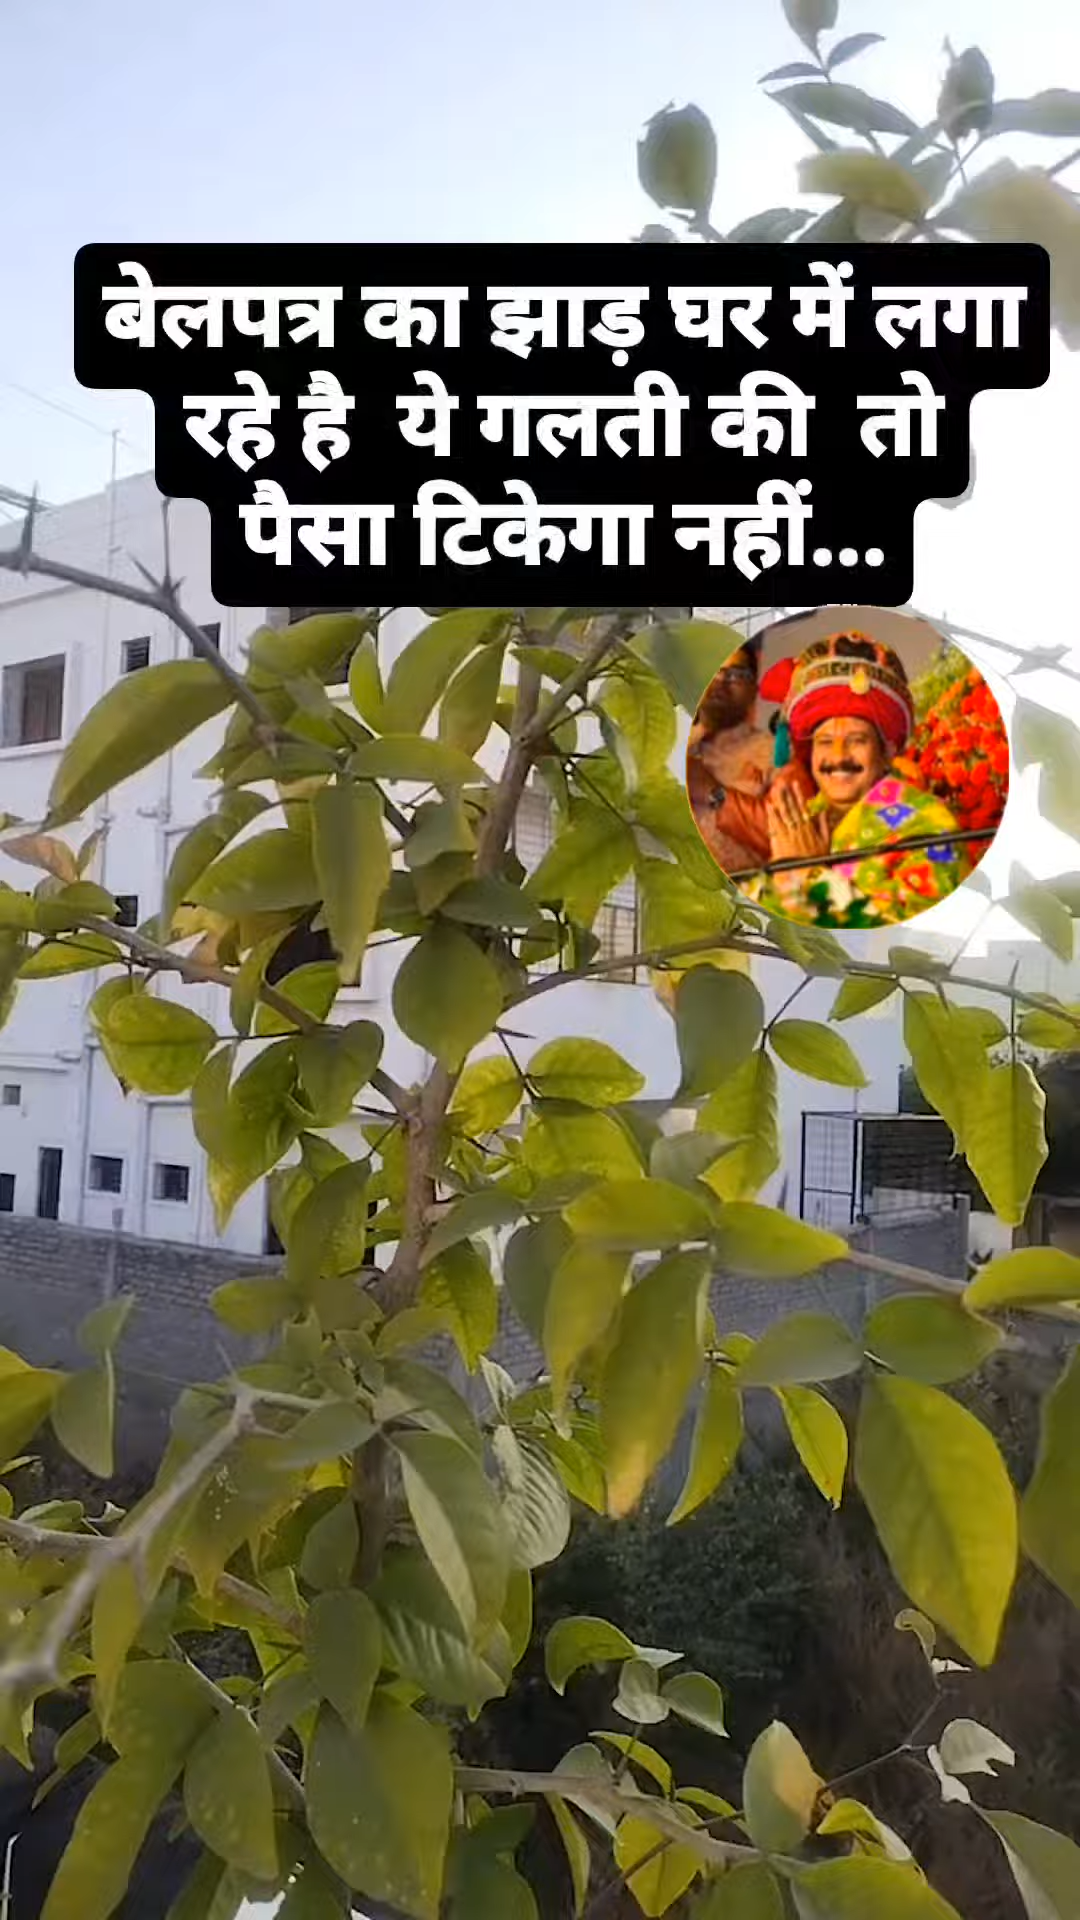 बेलपत्र का झाड़ घर में लगा
रहे है ये गलती की तो
पैसा टिकेगा नहीं...